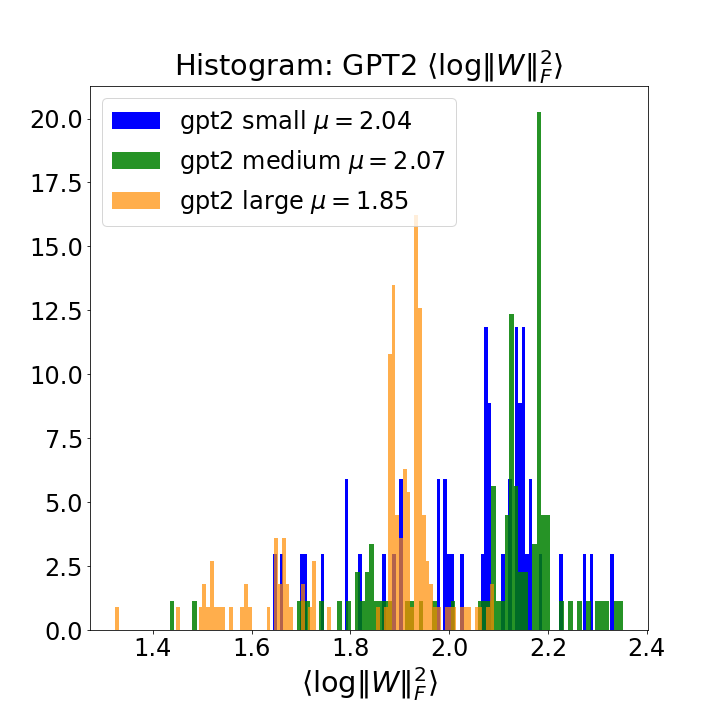 Histogram: GPT2 ⟨log‖W‖²_F⟩
gpt2 small μ = 2.04
gpt2 medium μ = 2.07
gpt2 large μ = 1.85
20.0
17.5
15.0
12.5
10.0
7.5
5.0
2.5
0.0
1.4 1.6 1.8 2.0 2.2 2.4
⟨log‖W‖²_F⟩